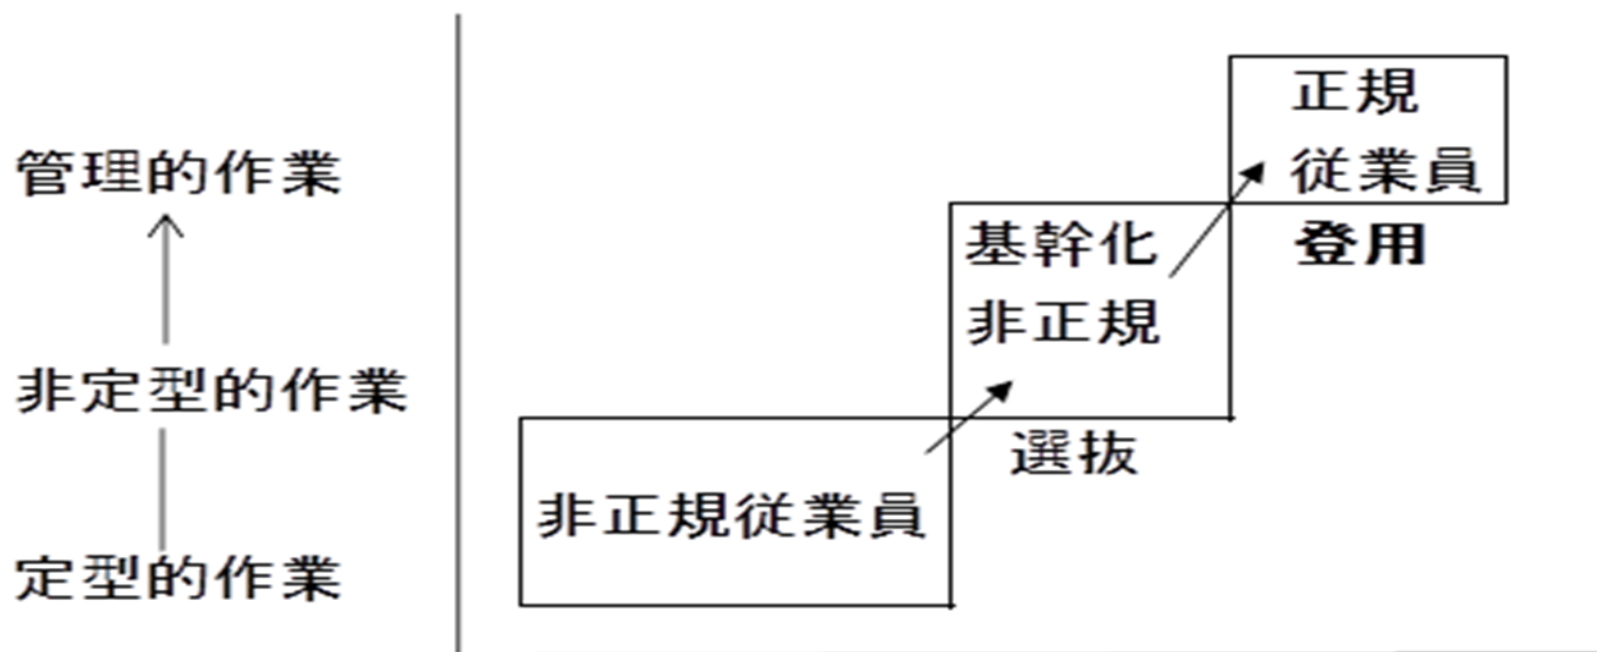 管理的作業
非定型的作業
定型的作業
正規
従業員
登用
基幹化
非正規
選抜
非正規従業員